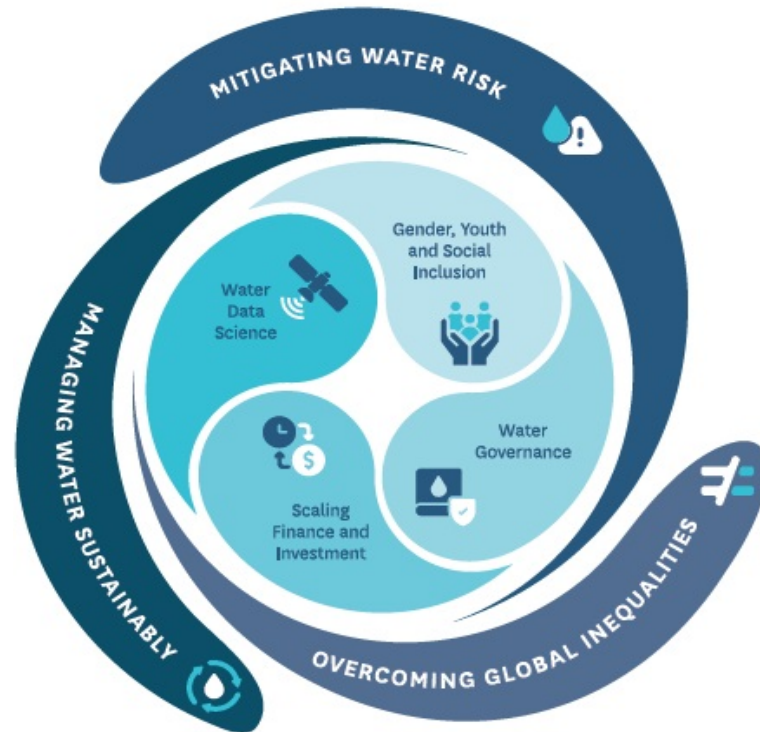 MITIGATING WATER RISK
Gender, Youth
and Social
Inclusion
Water
Data
Science
Water
Governance
Scaling
Finance and
Investment
MANAGING WATER SUSTAINABLY
OVERCOMING GLOBAL INEQUALITIES